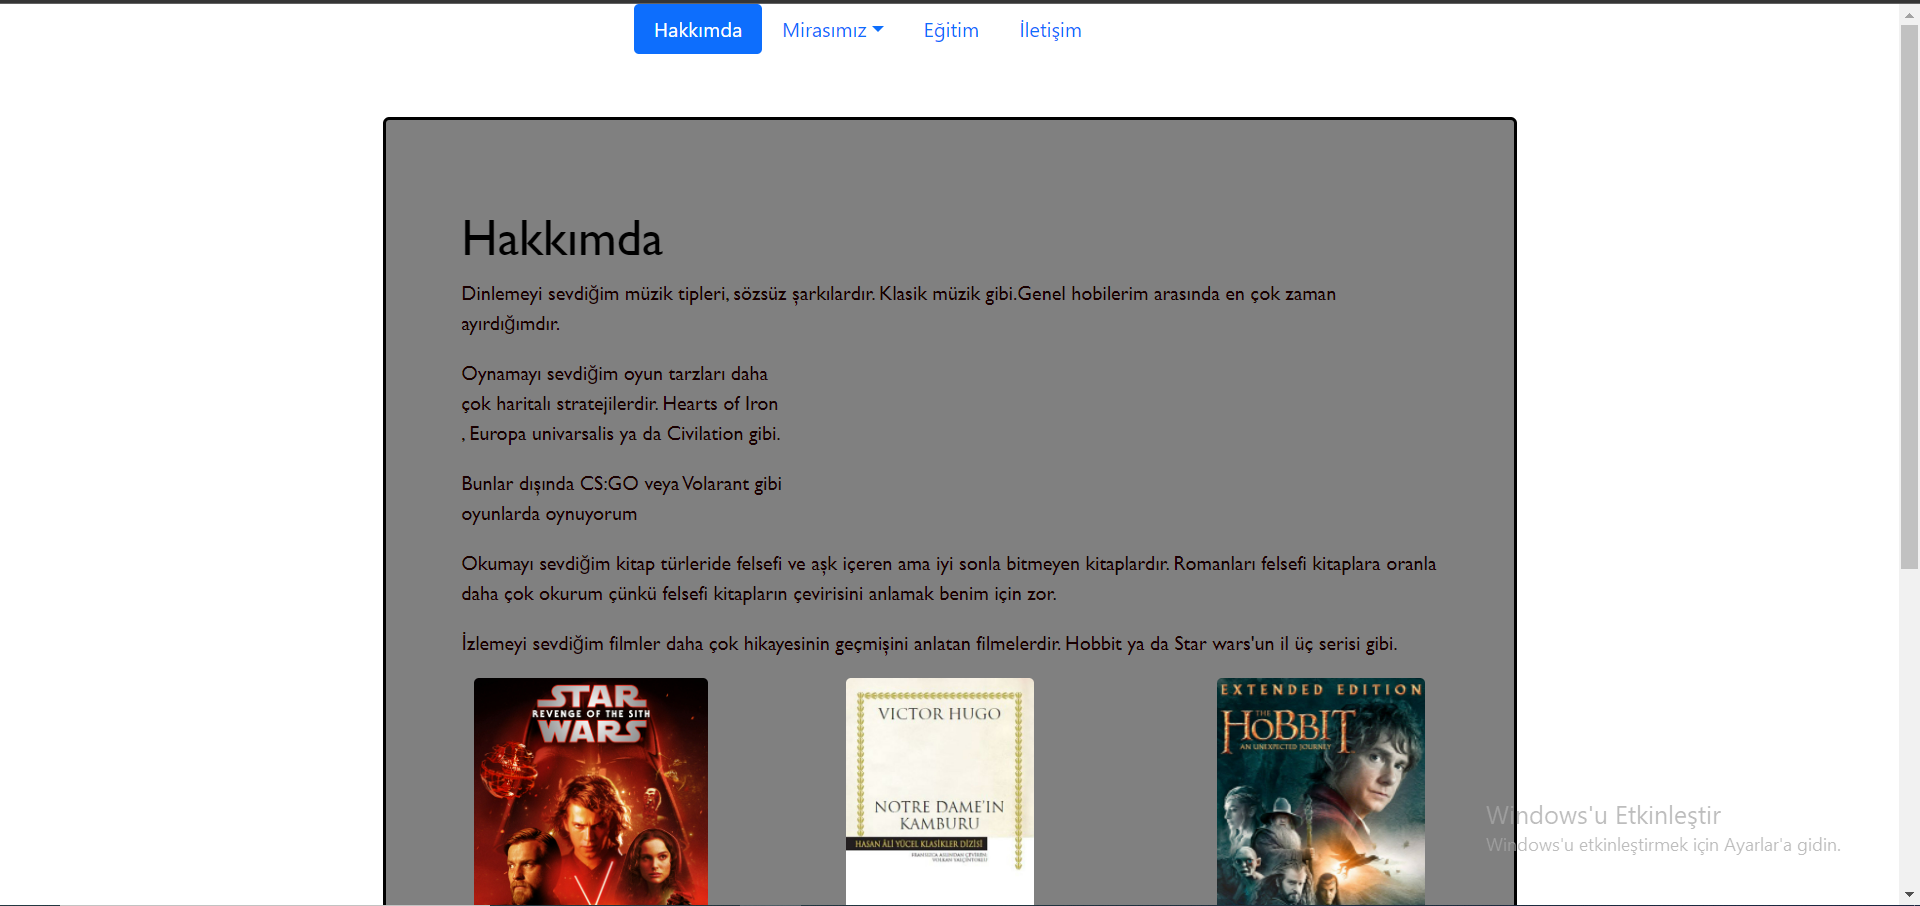 Hakkımda Mirasımız Eğitim İletişim
Hakkımda
Dinlemeyi sevdiğim müzik tipleri, sözsüz şarkılardır. Klasik müzik gibi.Genel hobilerim arasında en çok zaman
ayırdığımdır.
Oynamayı sevdiğim oyun tarzları daha
çok haritalı stratejilerdir. Hearts of Iron
, Europa univarsalis ya da Civilation gibi.
Bunlar dışında CS:GO veya Volarant gibi
oyunlarda oynuyorum
Okumayı sevdiğim kitap türleride felsefi ve aşk içeren ama iyi sonla bitmeyen kitaplardır. Romanları felsefi kitaplara oranla
daha çok okurum çünkü felsefi kitapların çevirisini anlamak benim için zor.
İzlemeyi sevdiğim filmler daha çok hikayesinin geçmişini anlatan filmelerdir. Hobbit ya da Star wars'un il üç serisi gibi.
STAR
REVENGE OF THE SITH
WARS
VICTOR HUGO
NOTRE DAME'IN
KAMBURU
HASAN ÂLİ YÜCEL KLASİKLER DİZİSİ
FRANSIZCA ASLINDAN ÇEVİREN:
VOLKAN YALÇINTOKLU
EXTENDED EDITION
THE
HOBBIT
AN UNEXPECTED JOURNEY
Windows'u Etkinleştir
Windows'u etkinleştirmek için Ayarlar'a gidin.